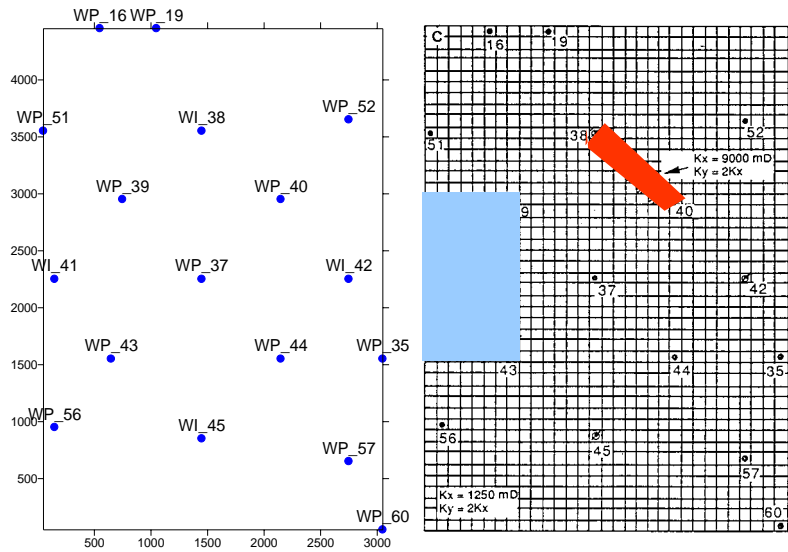 WP_16 WP_19
4000
WP_51
WI_38
WP_52
3500
3000
WP_39
WP_40
2500
WI_41
WP_37
WI_42
2000
1500
WP_43
WP_44
WP_35
1000
WP_56
WI_45
500
WP_57
WP_60
500 1000 1500 2000 2500 3000
C
16 19
51
38
52
Kx = 9000 mD
Ky = 2Kx
9
40
37
42
43
44
35
56
45
57
Kx = 1250 mD
Ky = 2Kx
60